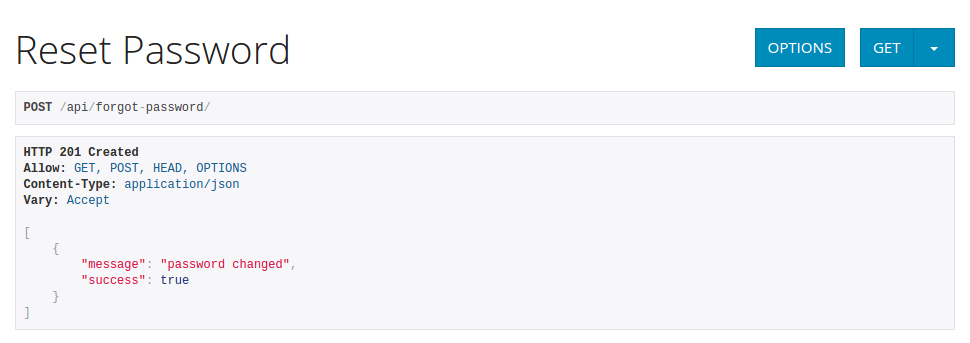 Reset Password
OPTIONS
GET
POST /api/forgot-password/
HTTP 201 Created
Allow: GET, POST, HEAD, OPTIONS
Content-Type: application/json
Vary: Accept
[
    {
        "message": "password changed",
        "success": true
    }
]